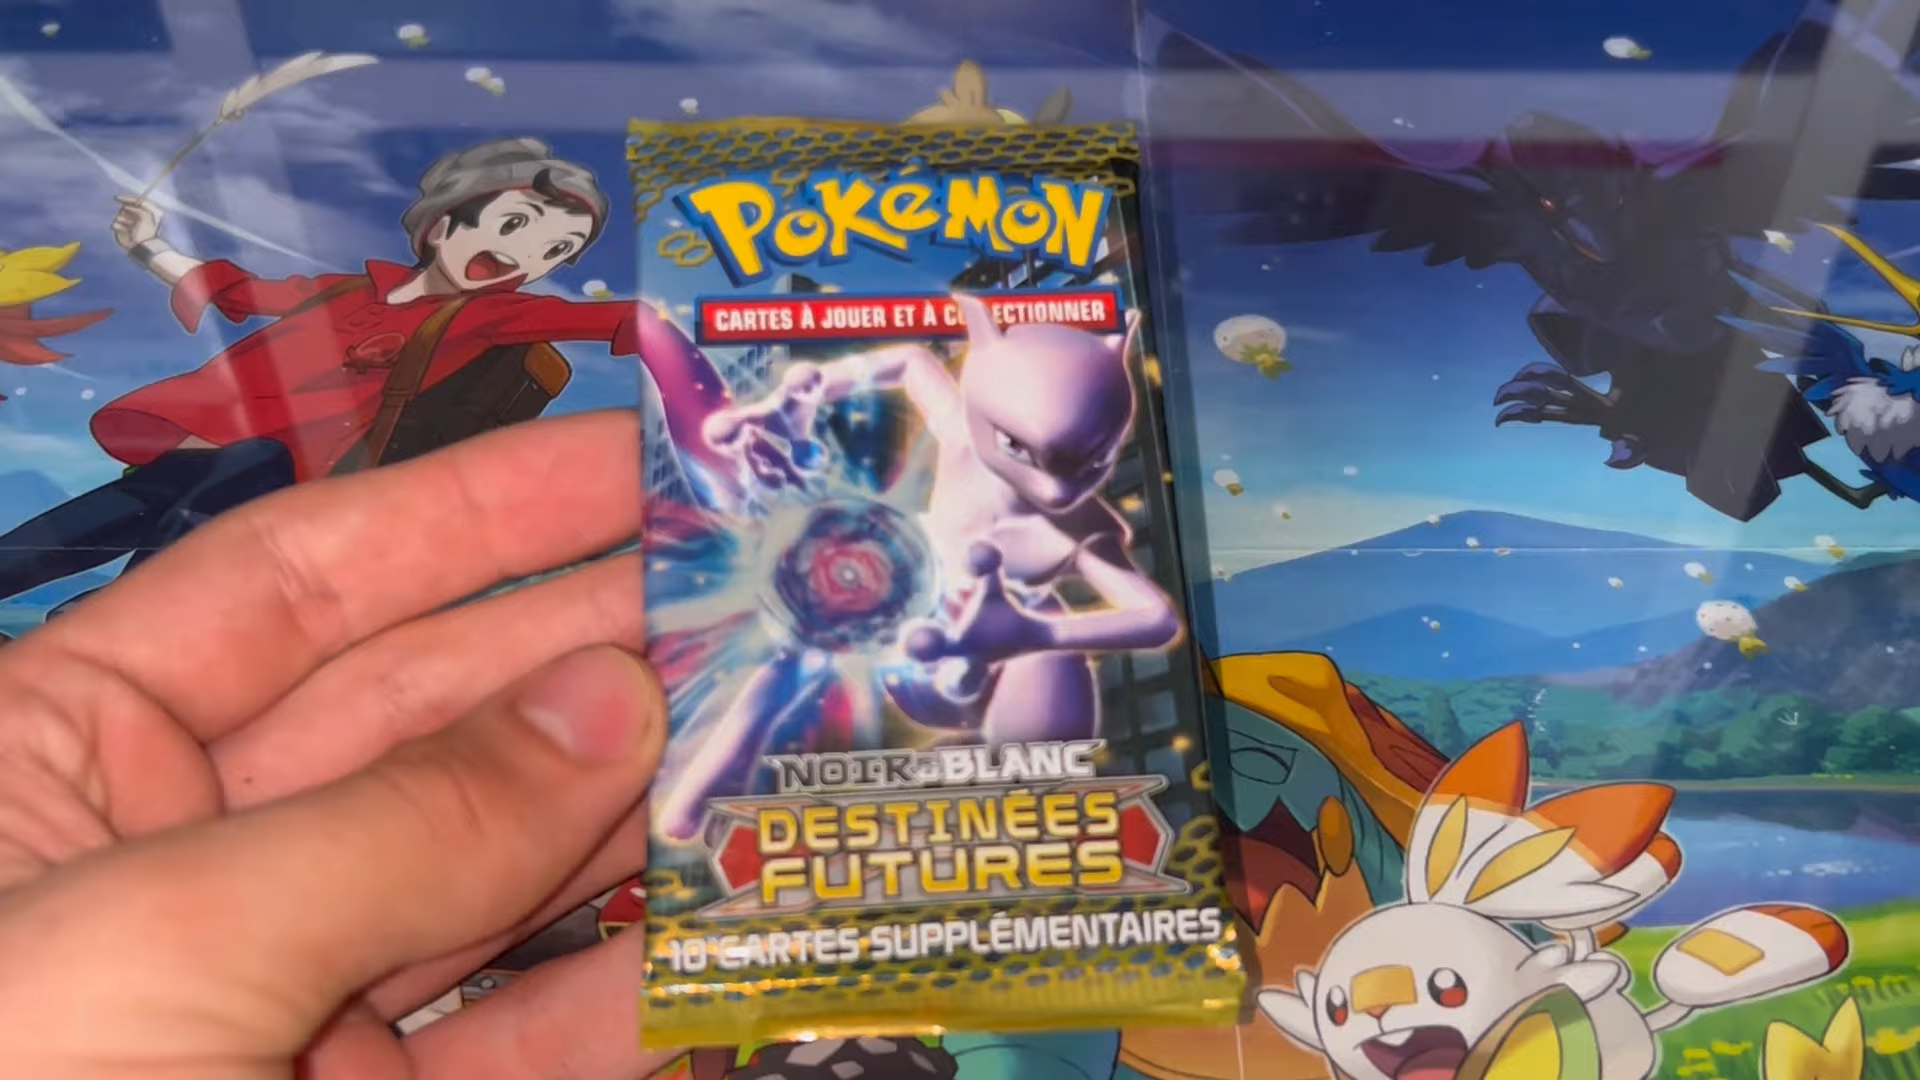 POKéMON
CARTES À JOUER ET À COLLECTIONNER
NOIR & BLANC
DESTINÉES
FUTURES
10 CARTES SUPPLÉMENTAIRES